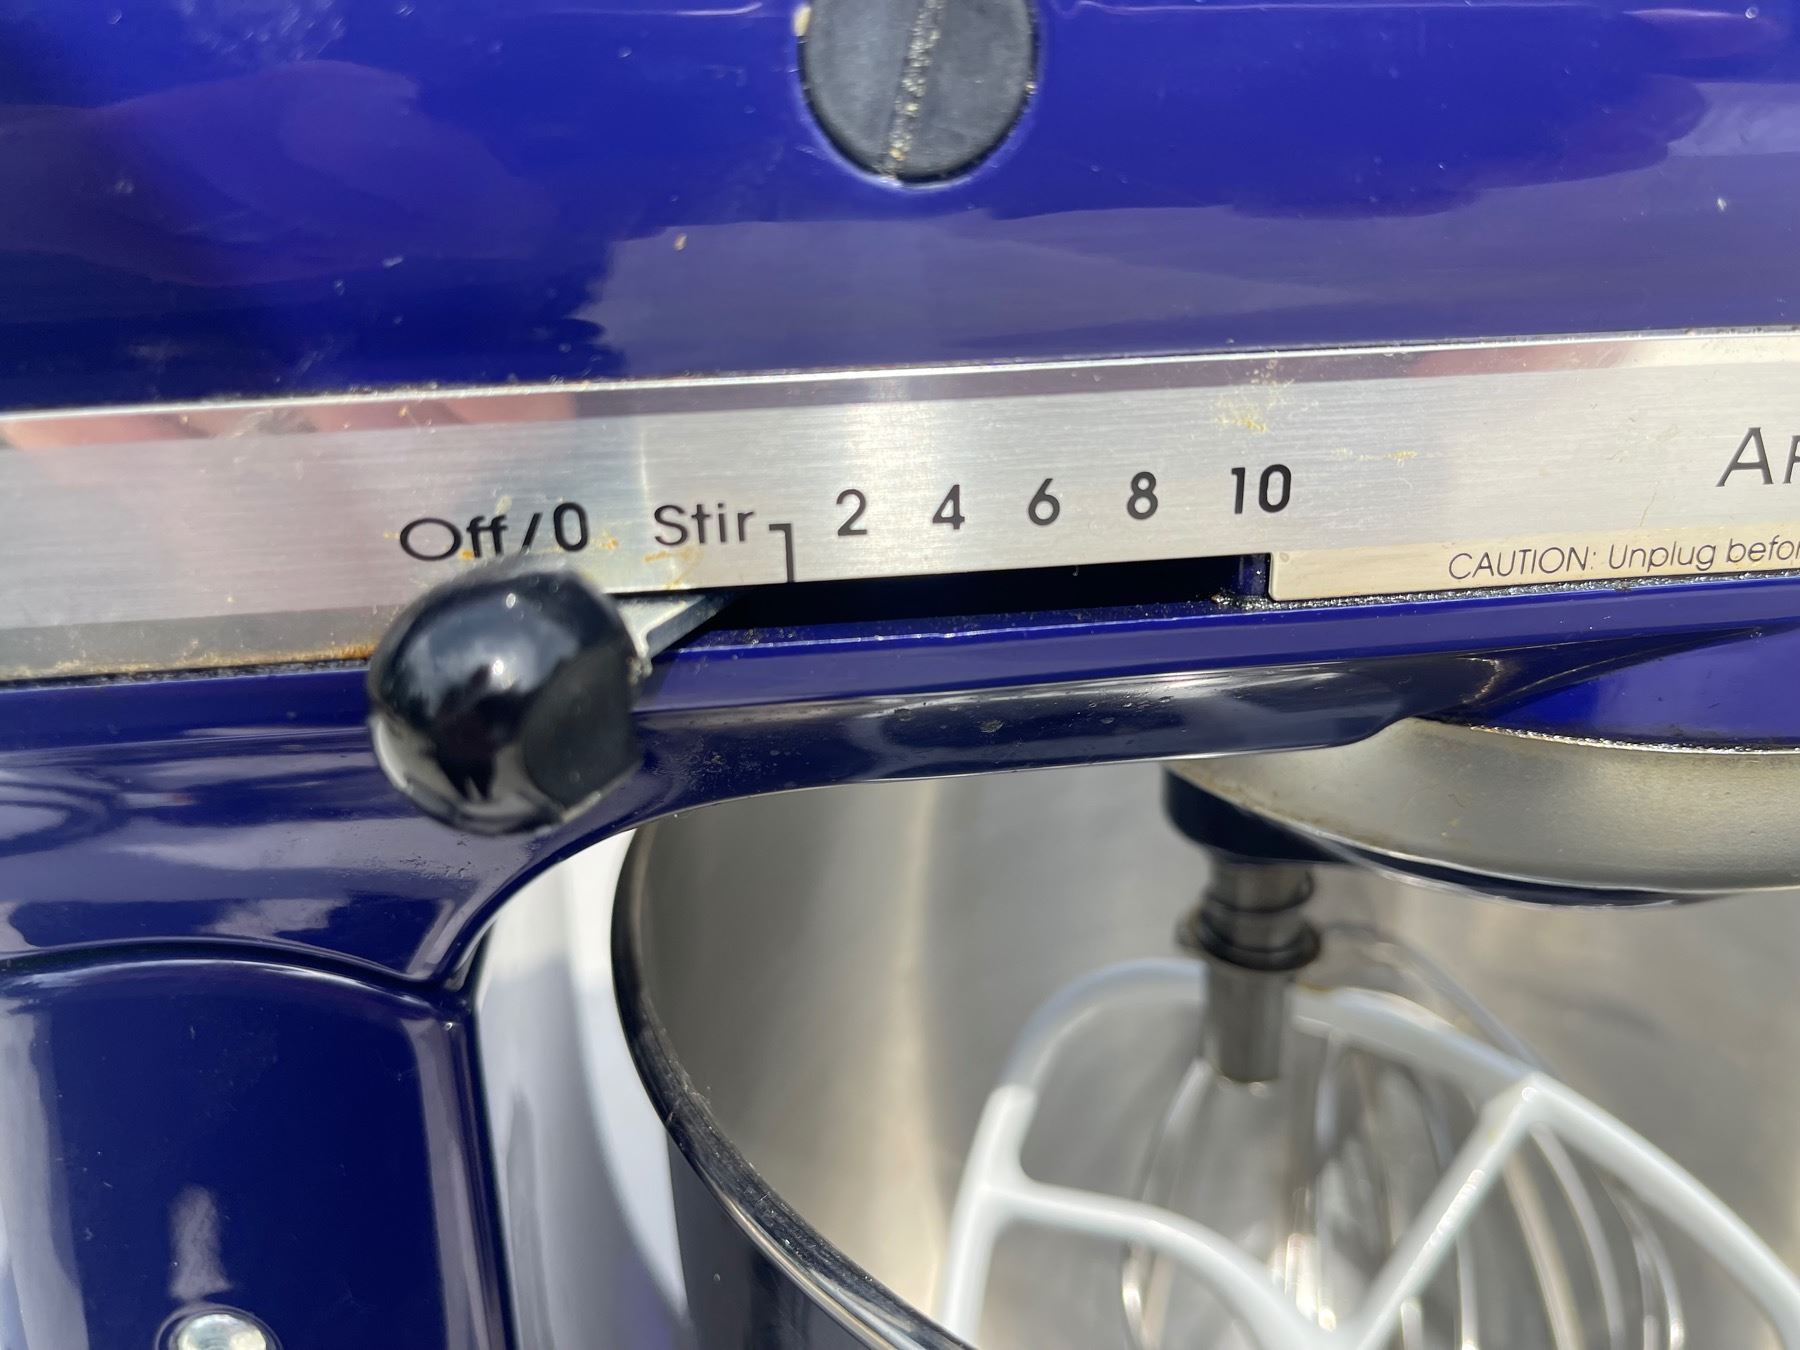 Off/0 Stir 2 4 6 8 10
CAUTION: Unplug